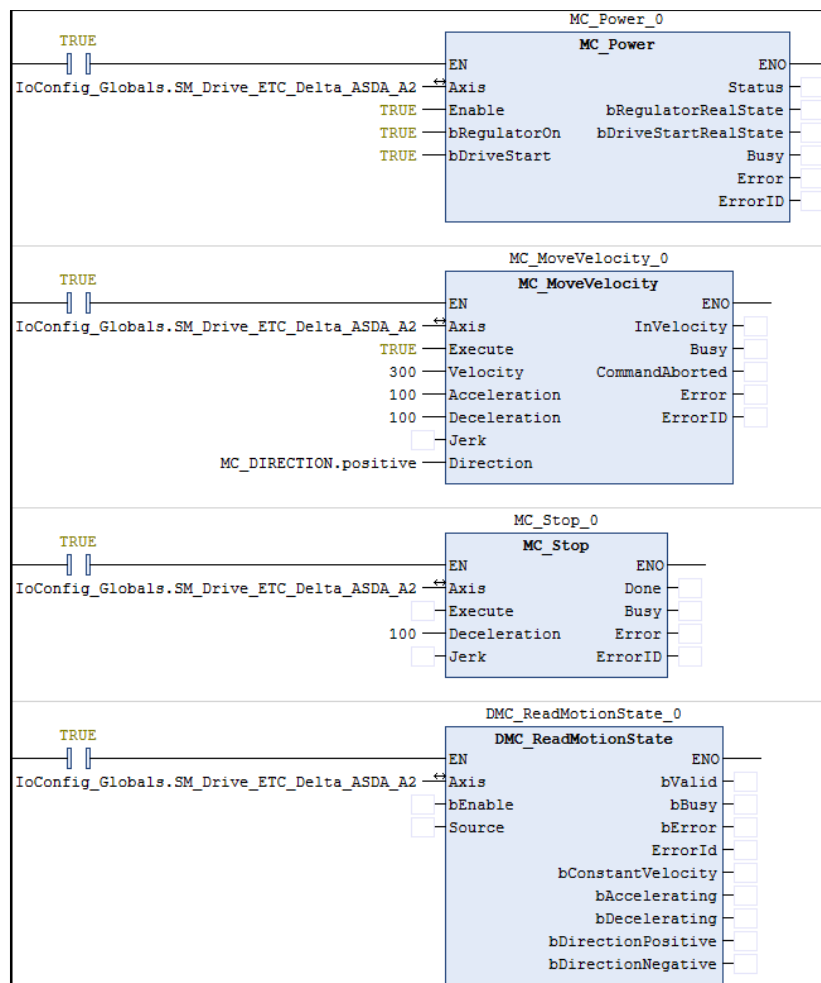 MC_Power_0
TRUE
MC_Power
EN ENO
IoConfig_Globals.SM_Drive_ETC_Delta_ASDA_A2 Axis Status
TRUE Enable bRegulatorRealState
TRUE bRegulatorOn bDriveStartRealState
TRUE bDriveStart Busy
Error
ErrorID
MC_MoveVelocity_0
TRUE
MC_MoveVelocity
EN ENO
IoConfig_Globals.SM_Drive_ETC_Delta_ASDA_A2 Axis InVelocity
TRUE Execute Busy
300 Velocity CommandAborted
100 Acceleration Error
100 Deceleration ErrorID
Jerk
MC_DIRECTION.positive Direction
MC_Stop_0
TRUE
MC_Stop
EN ENO
IoConfig_Globals.SM_Drive_ETC_Delta_ASDA_A2 Axis Done
Execute Busy
100 Deceleration Error
Jerk ErrorID
DMC_ReadMotionState_0
TRUE
DMC_ReadMotionState
EN ENO
IoConfig_Globals.SM_Drive_ETC_Delta_ASDA_A2 Axis bValid
bEnable bBusy
Source bError
ErrorId
bConstantVelocity
bAccelerating
bDecelerating
bDirectionPositive
bDirectionNegative